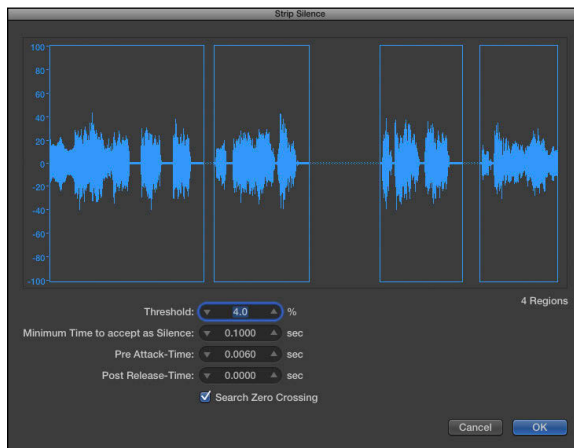 Strip Silence
100
80
60
40
20
0
-20
-40
-60
-80
-100
4 Regions
Threshold: 4.0 %
Minimum Time to accept as Silence: 0.1000 sec
Pre Attack-Time: 0.0060 sec
Post Release-Time: 0.0000 sec
Search Zero Crossing
Cancel OK